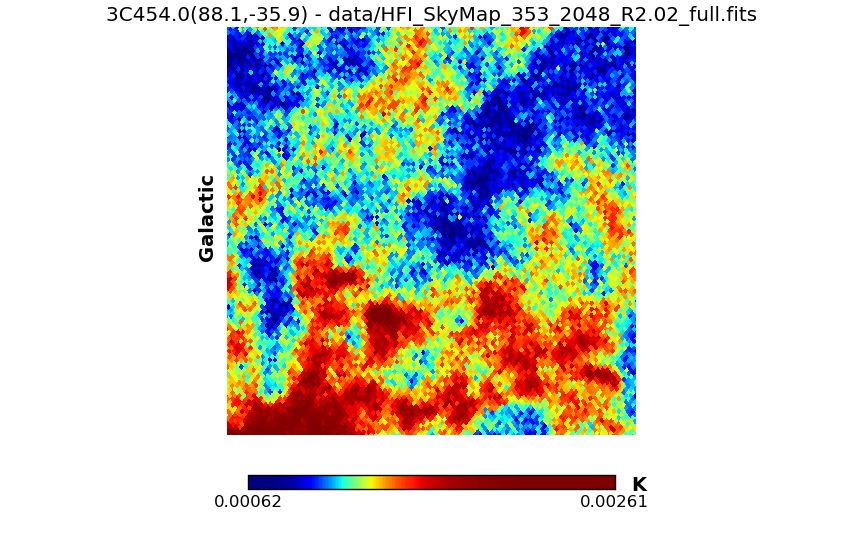 3C454.0(88.1,-35.9) - data/HFI_SkyMap_353_2048_R2.02_full.fits
Galactic
K
0.00062
0.00261